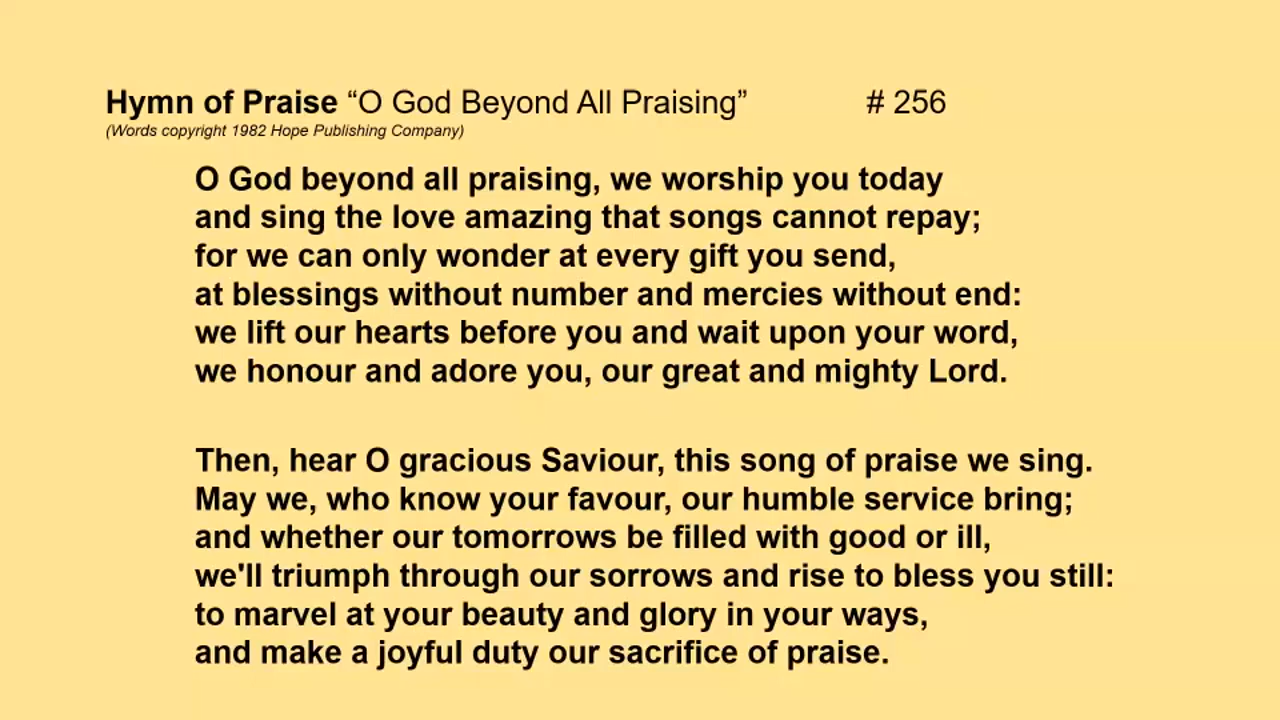 Hymn of Praise “O God Beyond All Praising” # 256
(Words copyright 1982 Hope Publishing Company)
O God beyond all praising, we worship you today
and sing the love amazing that songs cannot repay;
for we can only wonder at every gift you send,
at blessings without number and mercies without end:
we lift our hearts before you and wait upon your word,
we honour and adore you, our great and mighty Lord.
Then, hear O gracious Saviour, this song of praise we sing.
May we, who know your favour, our humble service bring;
and whether our tomorrows be filled with good or ill,
we'll triumph through our sorrows and rise to bless you still:
to marvel at your beauty and glory in your ways,
and make a joyful duty our sacrifice of praise.